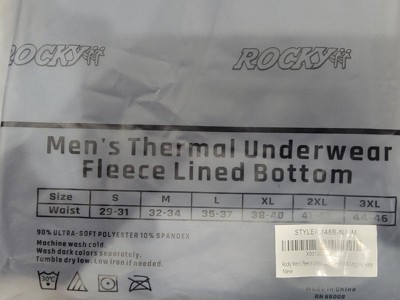 ROCKY ROCKY
Men's Thermal Underwear
Fleece Lined Bottom
Size S M L XL 2XL 3XL
Waist 29-31 32-34 35-37 38-40 44-46
90% ULTRA-SOFT POLYESTER 10% SPANDEX
Machine wash cold.
Wash dark colors separately.
Tumble dry low. Low iron if needed.
30°C
Made in China